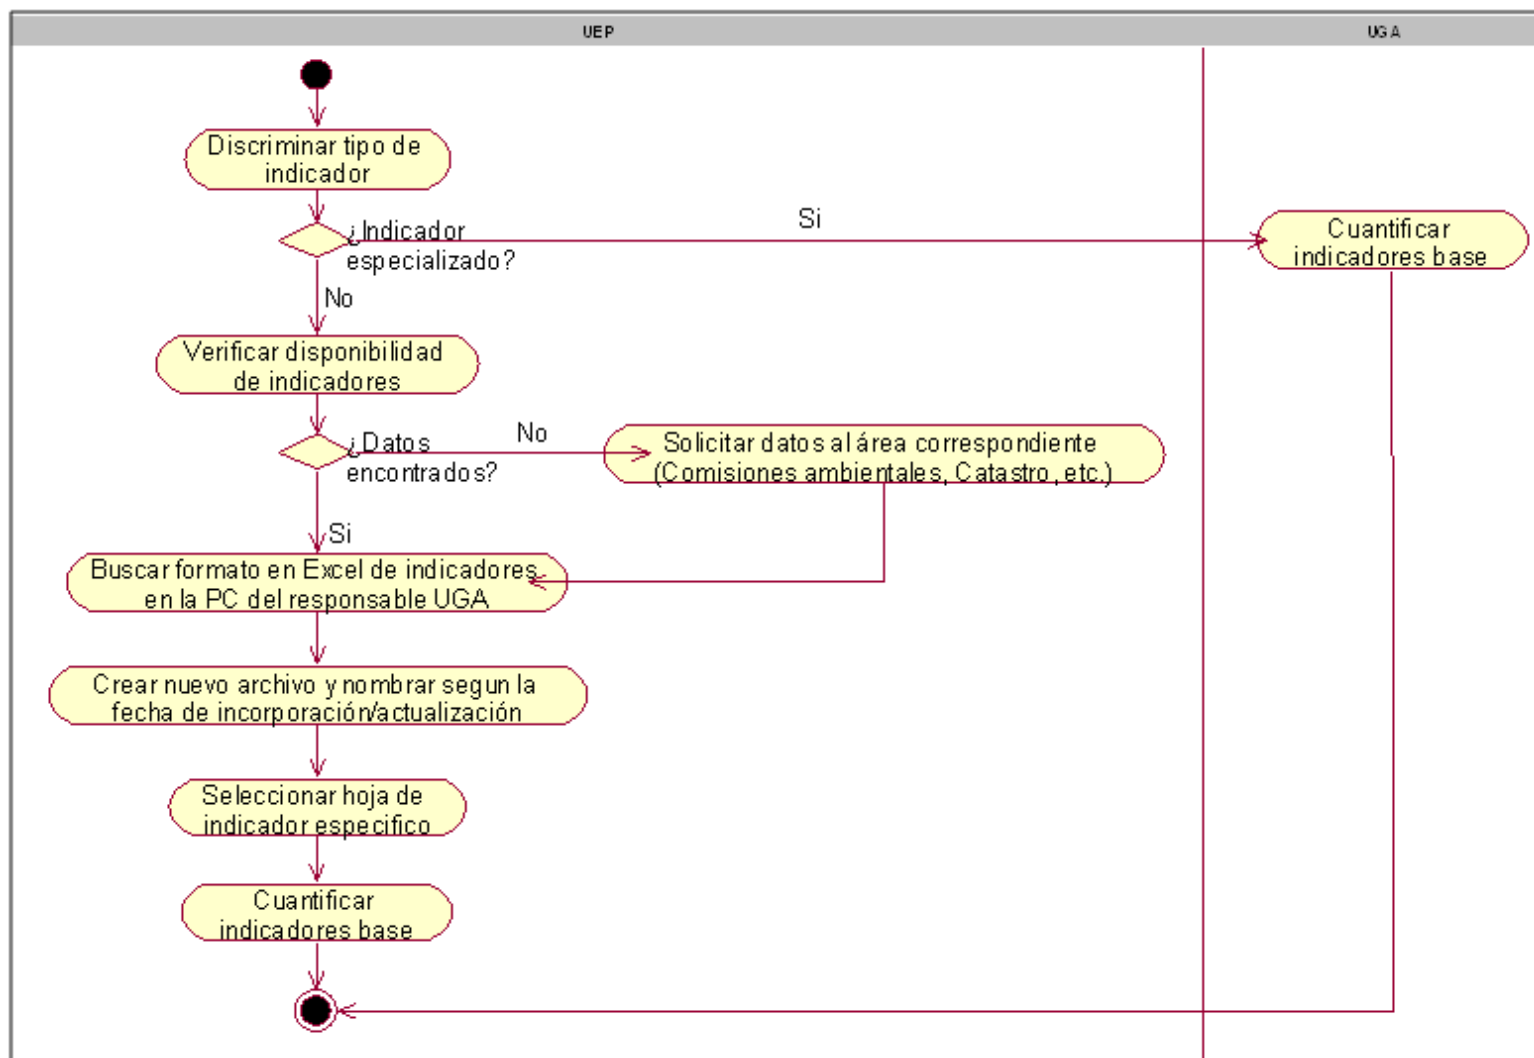 UEP
UGA
Discriminar tipo de
indicador
¿Indicador
especializado?
Si
Cuantificar
indicadores base
No
Verificar disponibilidad
de indicadores
¿Datos
encontrados?
No
Solicitar datos al área correspondiente
(Comisiones ambientales, Catastro, etc.)
Si
Buscar formato en Excel de indicadores
en la PC del responsable UGA
Crear nuevo archivo y nombrar segun la
fecha de incorporación/actualización
Seleccionar hoja de
indicador especifico
Cuantificar
indicadores base